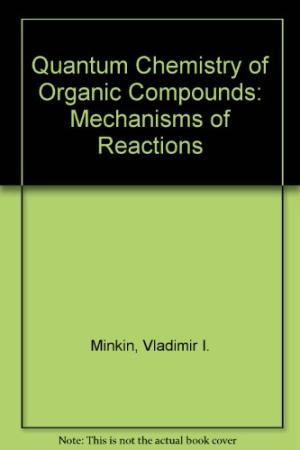 Quantum Chemistry of
Organic Compounds:
Mechanisms of
Reactions
Minkin, Vladimir I.
Note: This is not the actual book cover